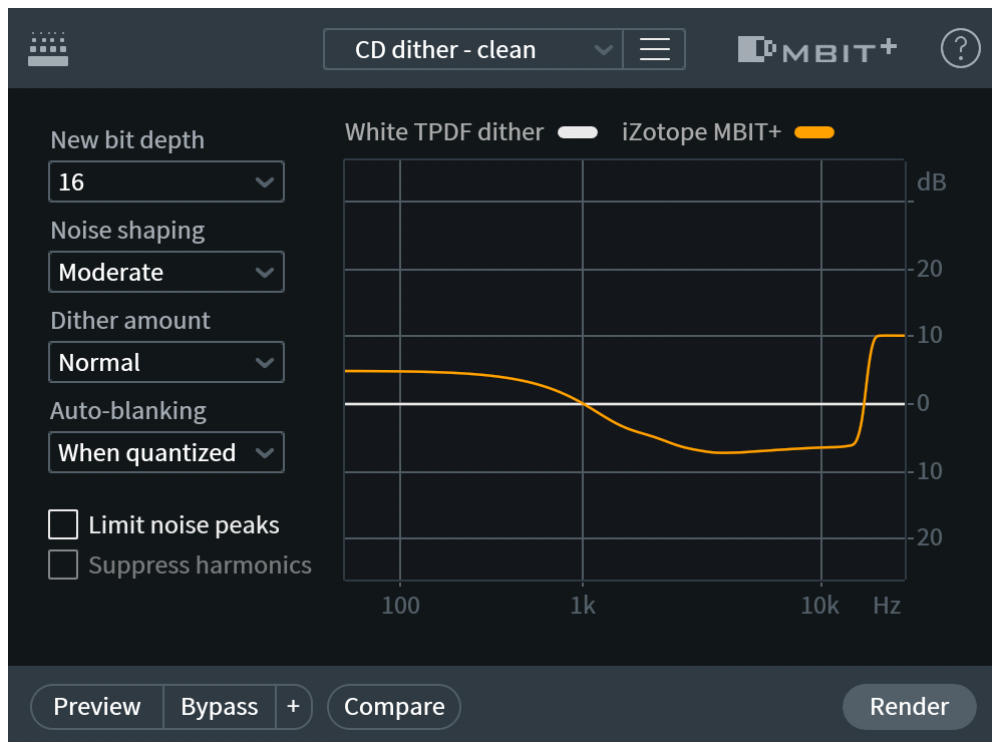 CD dither - clean
MBIT+
?
New bit depth
16
Noise shaping
Moderate
Dither amount
Normal
Auto-blanking
When quantized
Limit noise peaks
Suppress harmonics
White TPDF dither
iZotope MBIT+
dB
20
10
0
10
20
100 1k 10k Hz
Preview Bypass + Compare Render